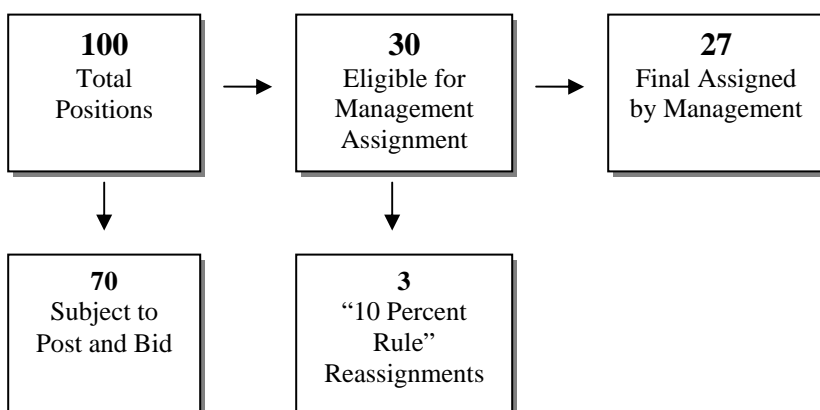 100
Total
Positions
30
Eligible for
Management
Assignment
27
Final Assigned
by Management
70
Subject to
Post and Bid
3
“10 Percent
Rule”
Reassignments